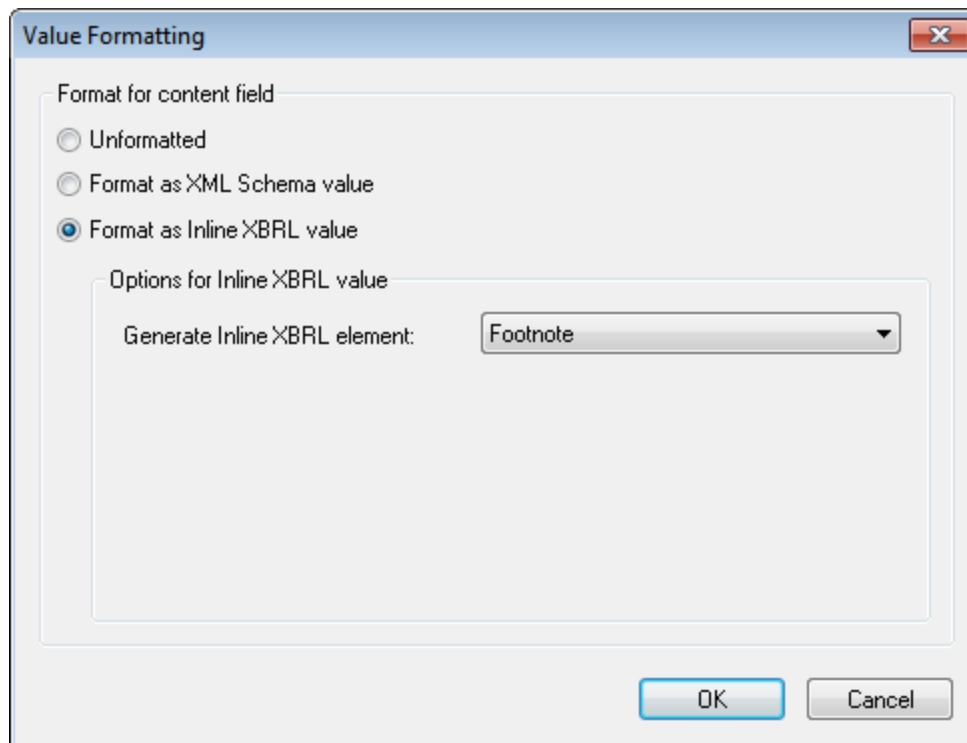 Value Formatting
Format for content field
Unformatted
Format as XML Schema value
Format as Inline XBRL value
Options for Inline XBRL value
Generate Inline XBRL element: Footnote
OK Cancel